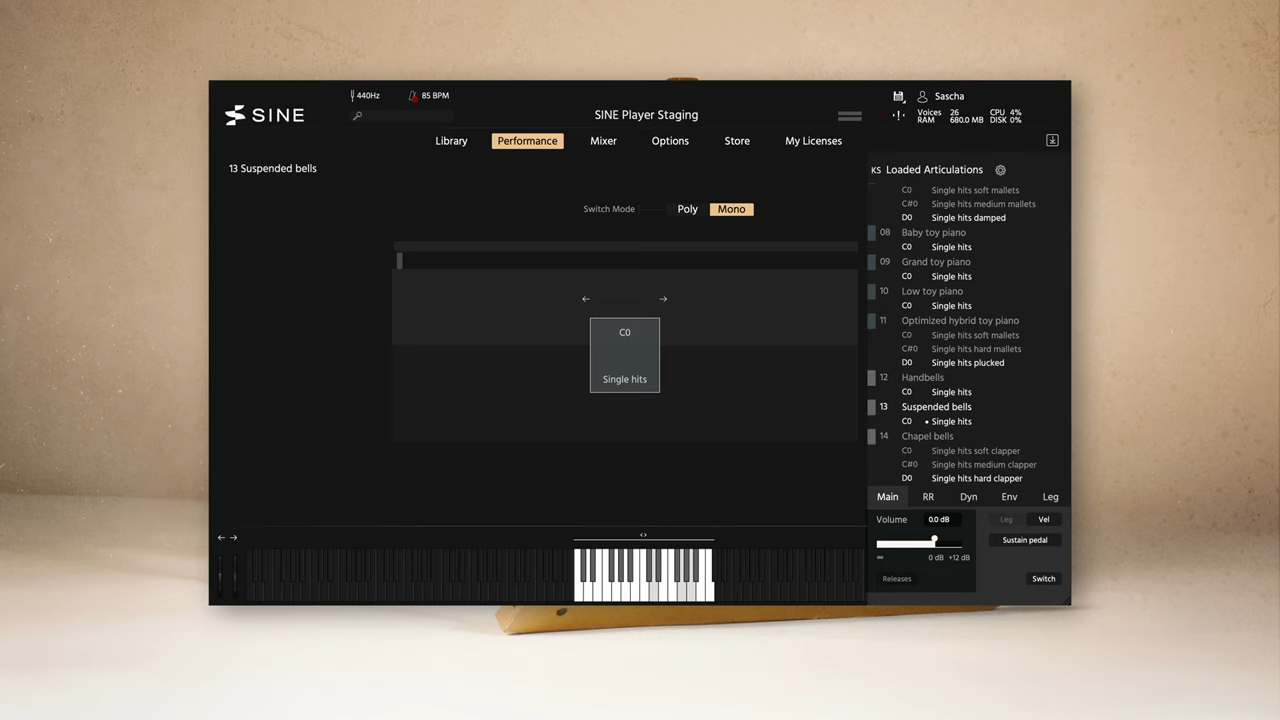 440Hz
85 BPM
SINE
SINE Player Staging
Sascha
Voices 26 CPU 4%
RAM 680.0 MB DISK 0%
Library Performance Mixer Options Store My Licenses
13 Suspended bells
Switch Mode Poly Mono
C0
Single hits
KS Loaded Articulations
C0 Single hits soft mallets
C#0 Single hits medium mallets
D0 Single hits damped
08 Baby toy piano
C0 Single hits
09 Grand toy piano
C0 Single hits
10 Low toy piano
C0 Single hits
11 Optimized hybrid toy piano
C0 Single hits soft mallets
C#0 Single hits hard mallets
D0 Single hits plucked
12 Handbells
C0 Single hits
13 Suspended bells
C0 • Single hits
14 Chapel bells
C0 Single hits soft clapper
C#0 Single hits medium clapper
D0 Single hits hard clapper
Main RR Dyn Env Leg
Volume 0.0 dB Leg Vel
Sustain pedal
∞ 0 dB +12 dB
Releases Switch